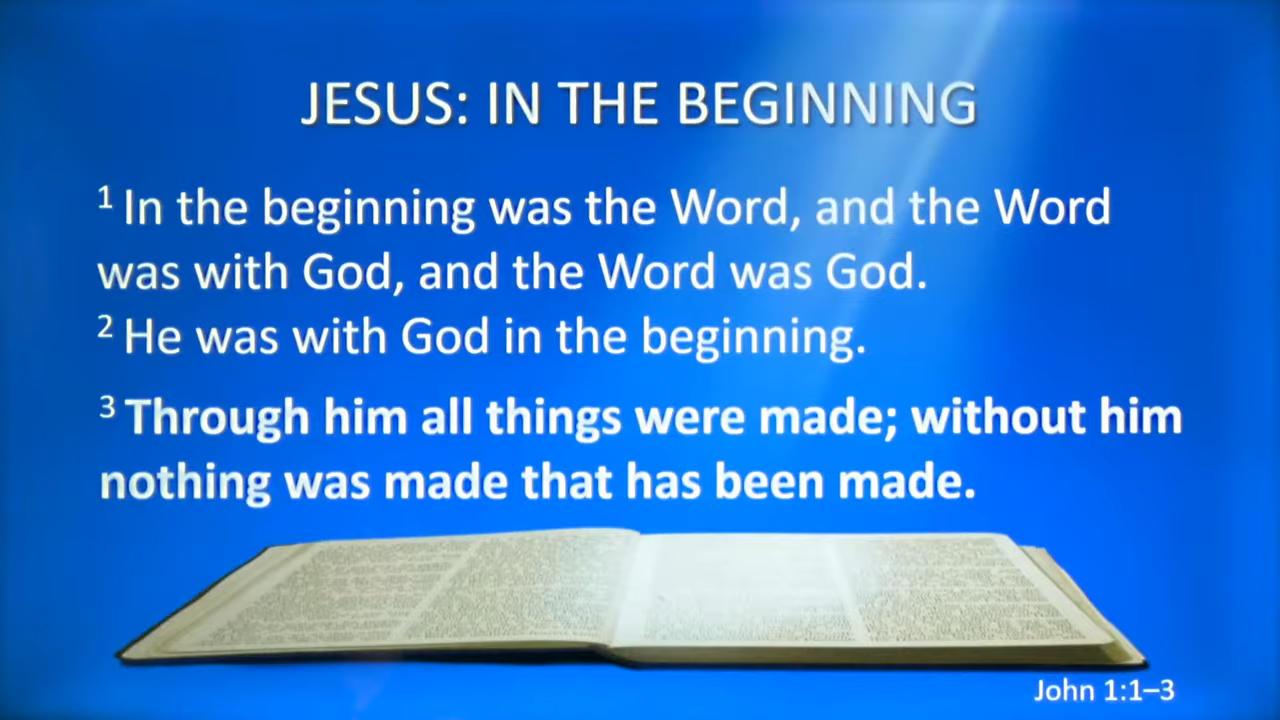 JESUS: IN THE BEGINNING
1 In the beginning was the Word, and the Word
was with God, and the Word was God.
2 He was with God in the beginning.
3 Through him all things were made; without him
nothing was made that has been made.
John 1:1–3